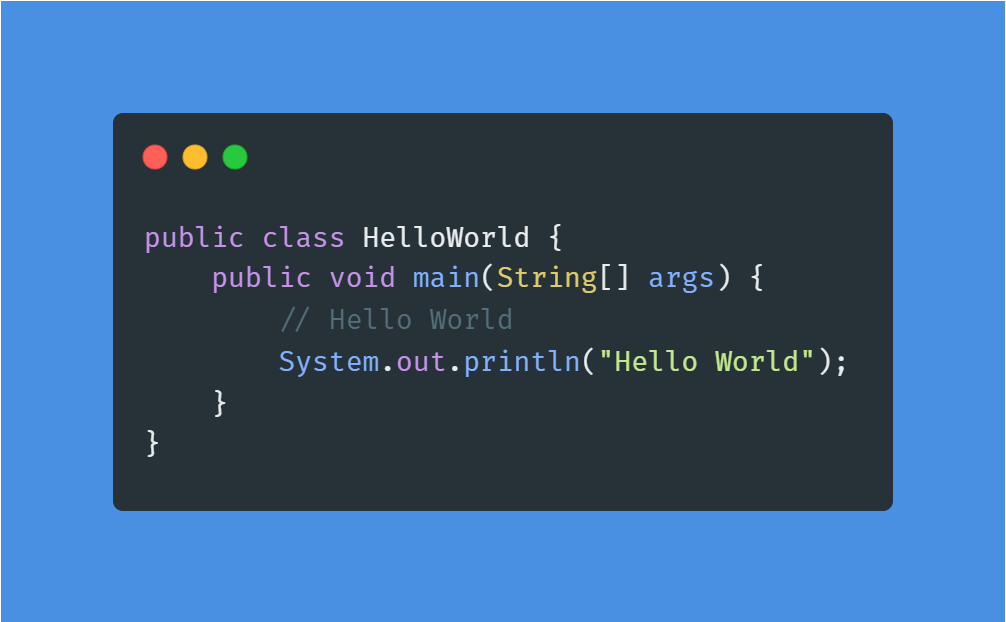 public class HelloWorld {
    public void main(String[] args) {
        // Hello World
        System.out.println("Hello World");
    }
}